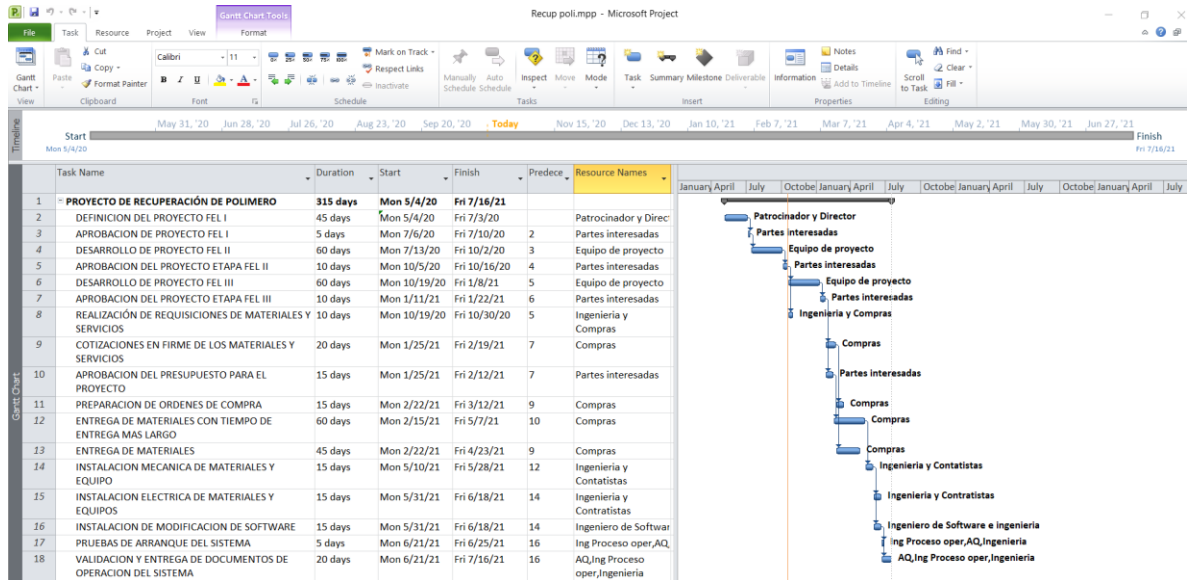 Gantt Chart Tools
Recup poli.mpp - Microsoft Project
File Task Resource Project View Format
Cut
Copy
Format Painter
Paste
Calibri 11
B I U A
Mark on Track
Respect Links
Inactivate
Manually Schedule
Auto Schedule
Inspect Move Mode
Task Summary Milestone Deliverable
Information
Notes
Details
Add to Timeline
Scroll to Task
Find
Clear
Fill
Gantt Chart
View Clipboard Font Schedule Tasks Insert Properties Editing
Timeline
May 31, '20 Jun 28, '20 Jul 26, '20 Aug 23, '20 Sep 20, '20 Today Nov 15, '20 Dec 13, '20 Jan 10, '21 Feb 7, '21 Mar 7, '21 Apr 4, '21 May 2, '21 May 30, '21 Jun 27, '21
Start
Mon 5/4/20
Finish
Fri 7/16/21
Gantt Chart
Task Name Duration Start Finish Predece Resource Names
January April July Octobe January April July Octobe January April July Octobe January April July
1 PROYECTO DE RECUPERACIÓN DE POLIMERO 315 days Mon 5/4/20 Fri 7/16/21
2 DEFINICION DEL PROYECTO FEL I 45 days Mon 5/4/20 Fri 7/3/20 Patrocinador y Direct Patrocinador y Director
3 APROBACION DE PROYECTO FEL I 5 days Mon 7/6/20 Fri 7/10/20 2 Partes interesadas Partes interesadas
4 DESARROLLO DE PROYECTO FEL II 60 days Mon 7/13/20 Fri 10/2/20 3 Equipo de proyecto Equipo de proyecto
5 APROBACION DEL PROYECTO ETAPA FEL II 10 days Mon 10/5/20 Fri 10/16/20 4 Partes interesadas Partes interesadas
6 DESARROLLO DE PROYECTO FEL III 60 days Mon 10/19/20 Fri 1/8/21 5 Equipo de proyecto Equipo de proyecto
7 APROBACION DEL PROYECTO ETAPA FEL III 10 days Mon 1/11/21 Fri 1/22/21 6 Partes interesadas Partes interesadas
8 REALIZACIÓN DE REQUISICIONES DE MATERIALES Y 10 days Mon 10/19/20 Fri 10/30/20 5 Ingeniería y Ingenieria y Compras
SERVICIOS Compras
9 COTIZACIONES EN FIRME DE LOS MATERIALES Y 20 days Mon 1/25/21 Fri 2/19/21 7 Compras Compras
SERVICIOS
10 APROBACION DEL PRESUPUESTO PARA EL 15 days Mon 1/25/21 Fri 2/12/21 7 Partes interesadas Partes interesadas
PROYECTO
11 PREPARACION DE ORDENES DE COMPRA 15 days Mon 2/22/21 Fri 3/12/21 9 Compras Compras
12 ENTREGA DE MATERIALES CON TIEMPO DE 60 days Mon 2/15/21 Fri 5/7/21 10 Compras Compras
ENTREGA MAS LARGO
13 ENTREGA DE MATERIALES 45 days Mon 2/22/21 Fri 4/23/21 9 Compras Compras
14 INSTALACION MECANICA DE MATERIALES Y 15 days Mon 5/10/21 Fri 5/28/21 12 Ingenieria y Ingenieria y Contatistas
EQUIPO Contatistas
15 INSTALACION ELECTRICA DE MATERIALES Y 15 days Mon 5/31/21 Fri 6/18/21 14 Ingenieria y Ingenieria y Contratistas
EQUIPOS Contratistas
16 INSTALACION DE MODIFICACION DE SOFTWARE 15 days Mon 5/31/21 Fri 6/18/21 14 Ingeniero de Softwar Ingeniero de Software e ingenieria
17 PRUEBAS DE ARRANQUE DEL SISTEMA 5 days Mon 6/21/21 Fri 6/25/21 16 Ing Proceso oper,AQ, Ing Proceso oper,AQ,Ingenieria
18 VALIDACION Y ENTREGA DE DOCUMENTOS DE 20 days Mon 6/21/21 Fri 7/16/21 16 AQ,Ing Proceso AQ,Ing Proceso oper,Ingenieria
OPERACION DEL SISTEMA oper,Ingenieria